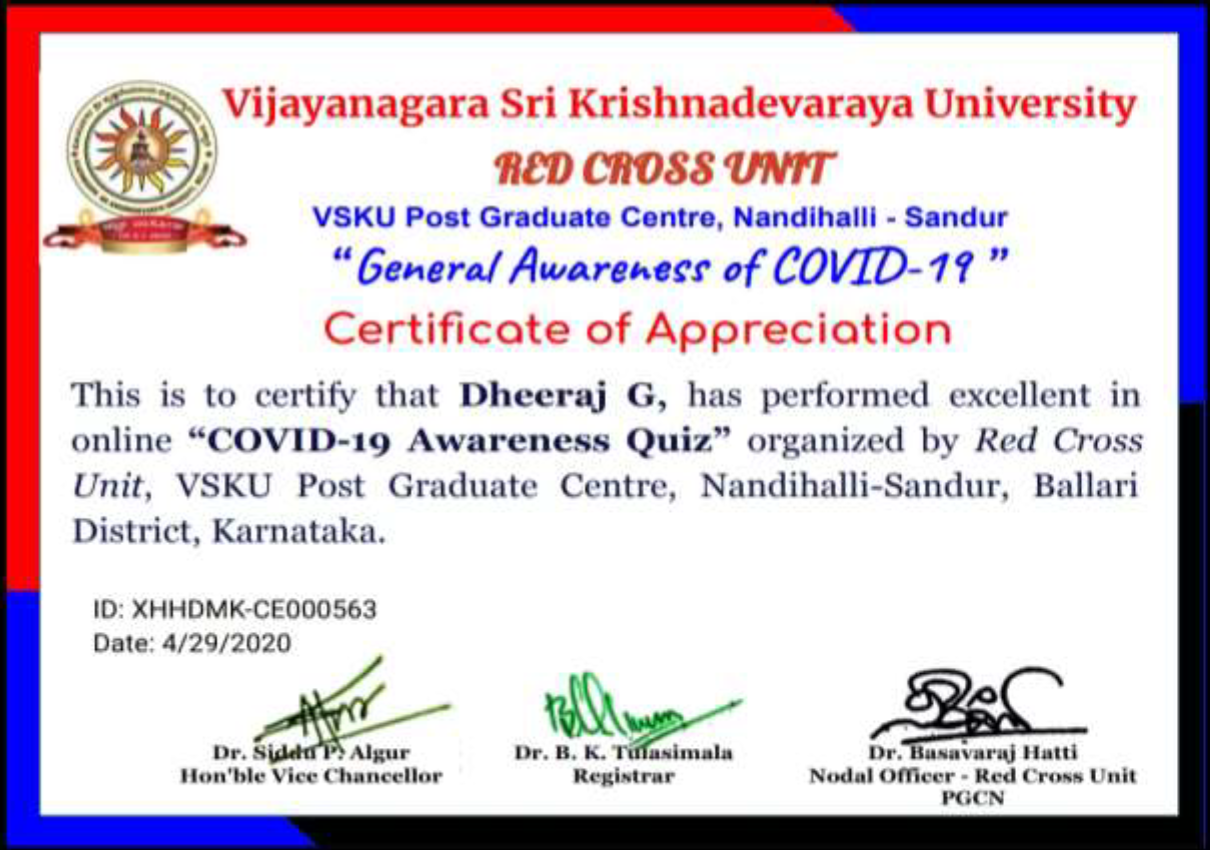 Vijayanagara Sri Krishnadevaraya University
RED CROSS UNIT
VSKU Post Graduate Centre, Nandihalli - Sandur
“General Awareness of COVID-19”
Certificate of Appreciation
This is to certify that Dheeraj G, has performed excellent in
online “COVID-19 Awareness Quiz” organized by Red Cross
Unit, VSKU Post Graduate Centre, Nandihalli-Sandur, Ballari
District, Karnataka.
ID: XHHDMK-CE000563
Date: 4/29/2020
Dr. Siddu P. Algur
Hon'ble Vice Chancellor
Dr. B. K. Tulasimala
Registrar
Dr. Basavaraj Hatti
Nodal Officer - Red Cross Unit
PGCN